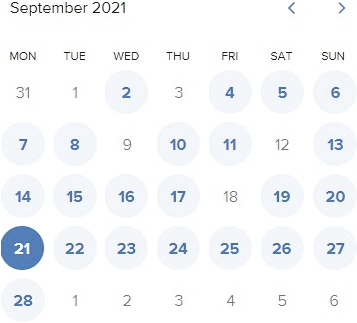 September 2021
MON TUE WED THU FRI SAT SUN
31 1 2 3 4 5 6
7 8 9 10 11 12 13
14 15 16 17 18 19 20
21 22 23 24 25 26 27
28 1 2 3 4 5 6